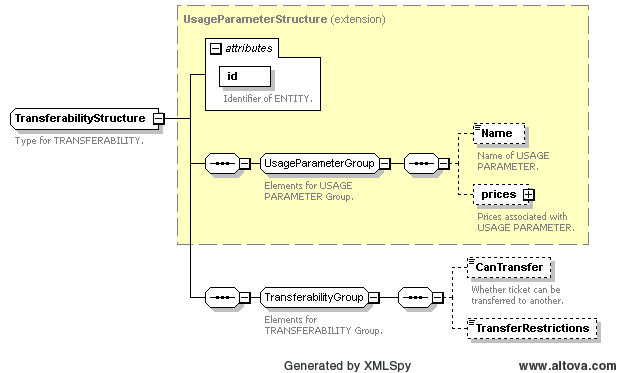 UsageParameterStructure (extension)
attributes
id
Identifier of ENTITY.
TransferabilityStructure
Type for TRANSFERABILITY.
UsageParameterGroup
Elements for USAGE
PARAMETER Group.
Name
Name of USAGE
PARAMETER.
prices
Prices associated with
USAGE PARAMETER.
TransferabilityGroup
Elements for
TRANSFERABILITY Group.
CanTransfer
Whether ticket can be
transferred to another.
TransferRestrictions
Generated by XMLSpy
www.altova.com